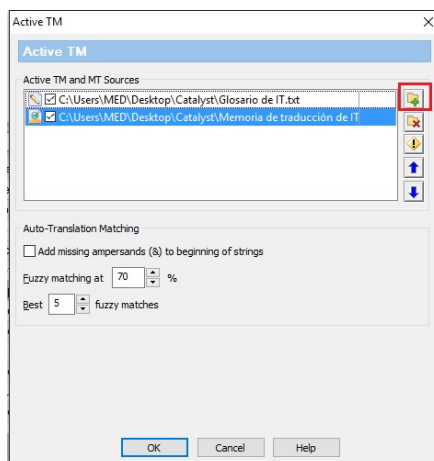 Active TM
Active TM
Active TM and MT Sources
C:\Users\MED\Desktop\Catalyst\Glosario de IT.txt
C:\Users\MED\Desktop\Catalyst\Memoria de traducción de IT
Auto-Translation Matching
Add missing ampersands (&) to beginning of strings
Fuzzy matching at 70 %
Best 5 fuzzy matches
OK Cancel Help